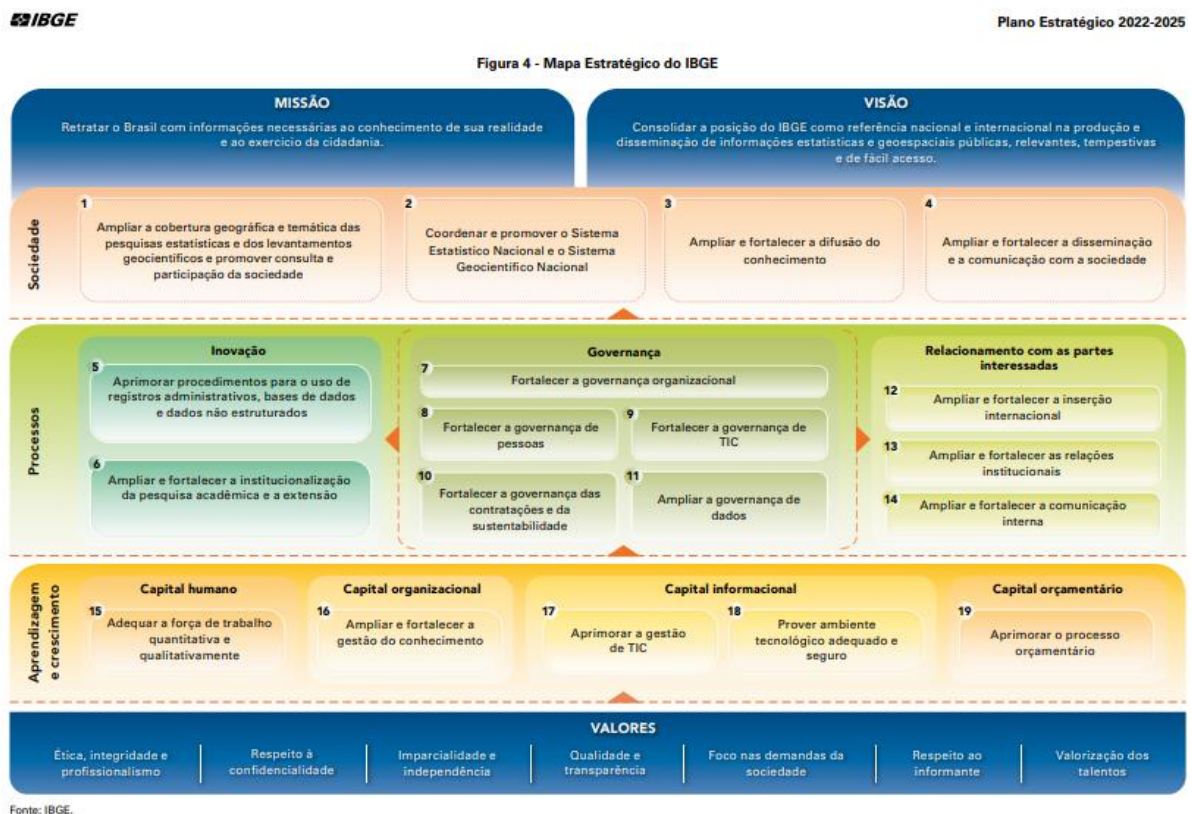 IBGE
Plano Estratégico 2022-2025
Figura 4 - Mapa Estratégico do IBGE
MISSÃO
Retratar o Brasil com informações necessárias ao conhecimento de sua realidade
e ao exercício da cidadania.
VISÃO
Consolidar a posição do IBGE como referência nacional e internacional na produção e
disseminação de informações estatísticas e geoespaciais públicas, relevantes, tempestivas
e de fácil acesso.
Sociedade
1
Ampliar a cobertura geográfica e temática das
pesquisas estatísticas e dos levantamentos
geocientíficos e promover consulta e
participação da sociedade
2
Coordenar e promover o Sistema
Estatístico Nacional e o Sistema
Geocientífico Nacional
3
Ampliar e fortalecer a difusão do
conhecimento
4
Ampliar e fortalecer a disseminação
e a comunicação com a sociedade
Processos
Inovação
5
Aprimorar procedimentos para o uso de
registros administrativos, bases de dados
e dados não estruturados
6
Ampliar e fortalecer a institucionalização
da pesquisa acadêmica e a extensão
Governança
7
Fortalecer a governança organizacional
8
Fortalecer a governança de
pessoas
9
Fortalecer a governança de
TIC
10
Fortalecer a governança das
contratações e da
sustentabilidade
11
Ampliar a governança de
dados
Relacionamento com as partes
interessadas
12
Ampliar e fortalecer a inserção
internacional
13
Ampliar e fortalecer as relações
institucionais
14
Ampliar e fortalecer a comunicação
interna
Aprendizagem
e crescimento
Capital humano
15
Adequar a força de trabalho
quantitativa e
qualitativamente
Capital organizacional
16
Ampliar e fortalecer a
gestão do conhecimento
Capital informacional
17
Aprimorar a gestão
de TIC
18
Prover ambiente
tecnológico adequado e
seguro
Capital orçamentário
19
Aprimorar o processo
orçamentário
VALORES
Ética, integridade e
profissionalismo
Respeito à
confidencialidade
Imparcialidade e
independência
Qualidade e
transparência
Foco nas demandas da
sociedade
Respeito ao
informante
Valorização dos
talentos
Fonte: IBGE.